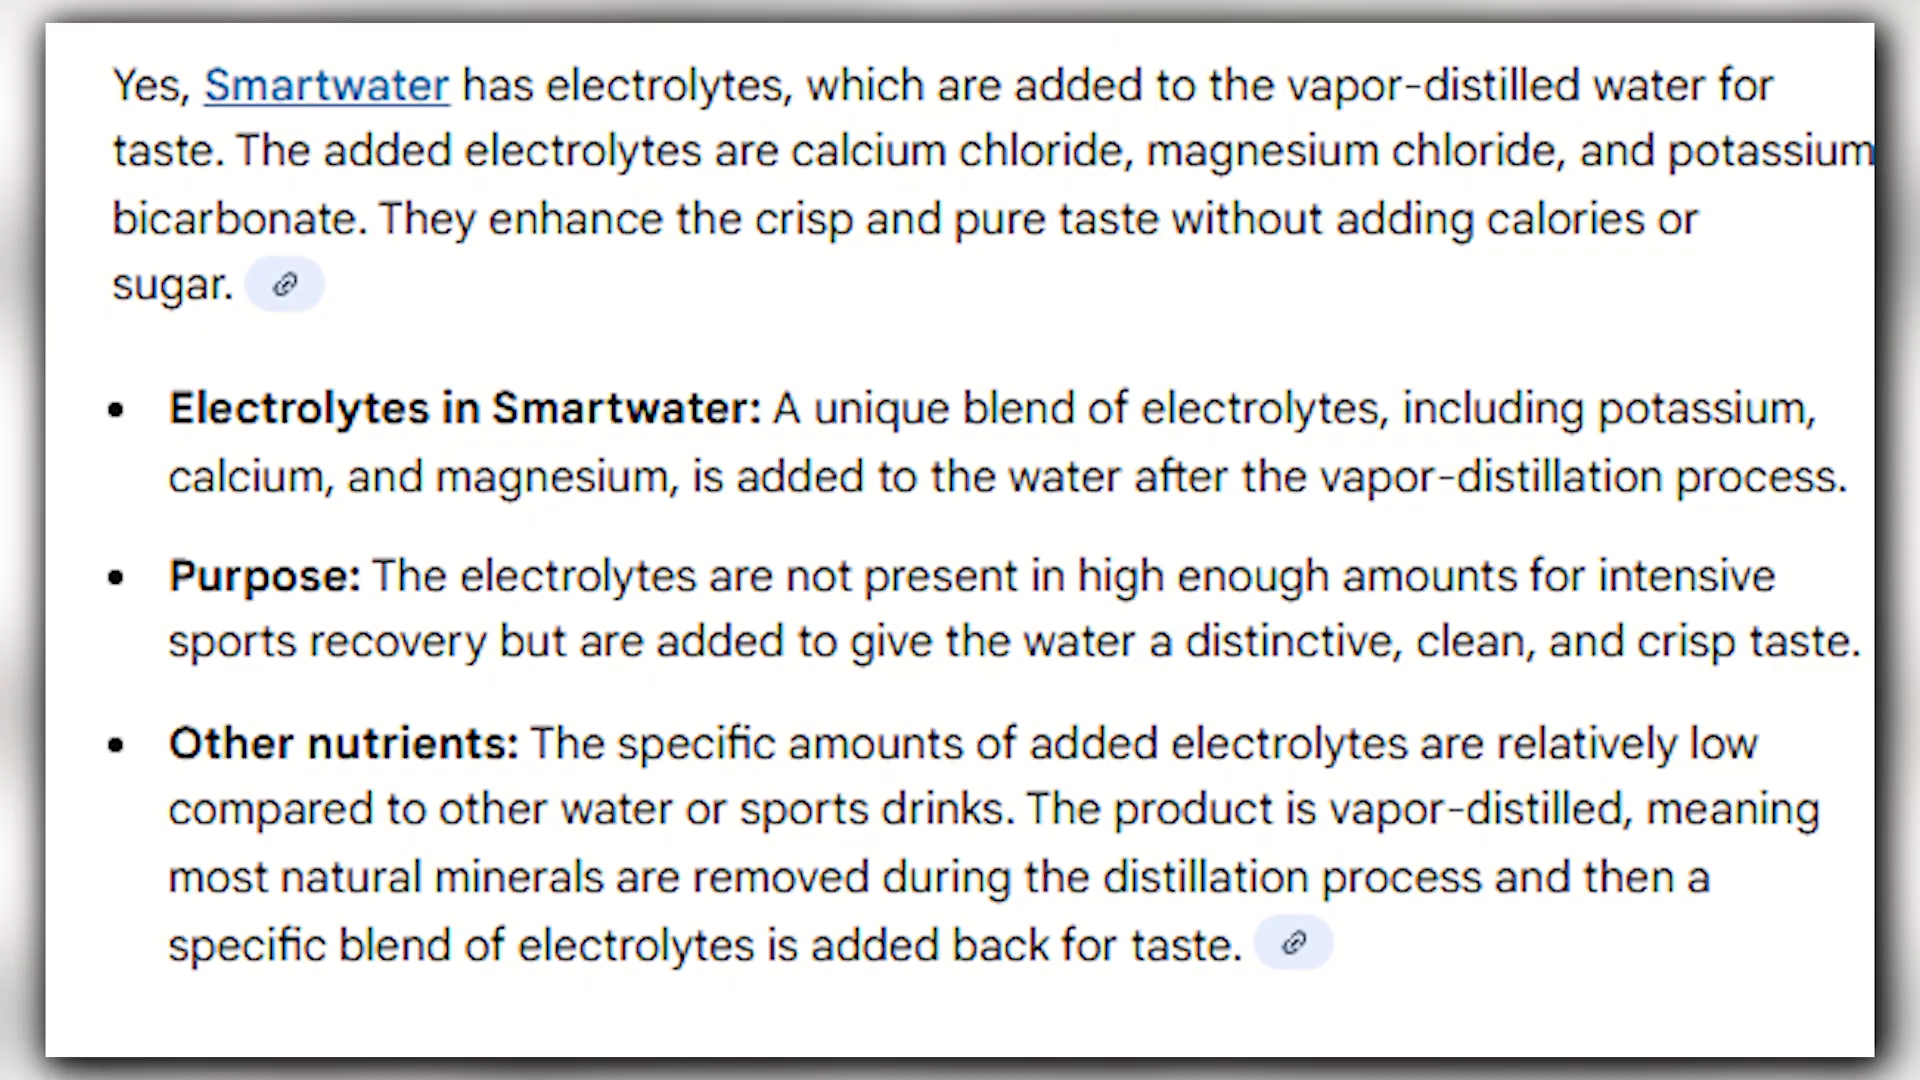 Yes, Smartwater has electrolytes, which are added to the vapor-distilled water for
taste. The added electrolytes are calcium chloride, magnesium chloride, and potassium
bicarbonate. They enhance the crisp and pure taste without adding calories or
sugar.
• Electrolytes in Smartwater: A unique blend of electrolytes, including potassium,
calcium, and magnesium, is added to the water after the vapor-distillation process.
• Purpose: The electrolytes are not present in high enough amounts for intensive
sports recovery but are added to give the water a distinctive, clean, and crisp taste.
• Other nutrients: The specific amounts of added electrolytes are relatively low
compared to other water or sports drinks. The product is vapor-distilled, meaning
most natural minerals are removed during the distillation process and then a
specific blend of electrolytes is added back for taste.